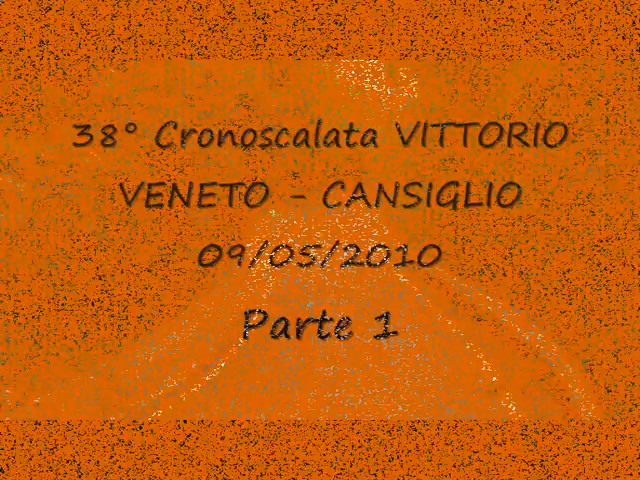 38° Cronoscalata VITTORIO
VENETO - CANSIGLIO
09/05/2010
Parte 1